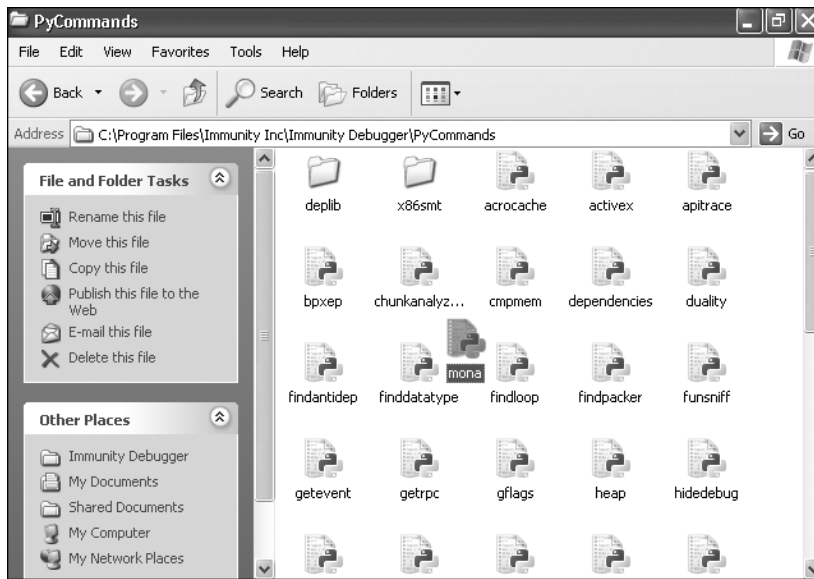 PyCommands
File Edit View Favorites Tools Help
Back Search Folders
Address C:\Program Files\Immunity Inc\Immunity Debugger\PyCommands Go
File and Folder Tasks
Rename this file
Move this file
Copy this file
Publish this file to the
Web
E-mail this file
Delete this file
Other Places
Immunity Debugger
My Documents
Shared Documents
My Computer
My Network Places
deplib x86smt acrocache activex apitrace
bpxep chunkanalyz... cmpmem dependencies duality
mona
findantidep finddatatype findloop findpacker funsniff
getevent getrpc gflags heap hidedebug